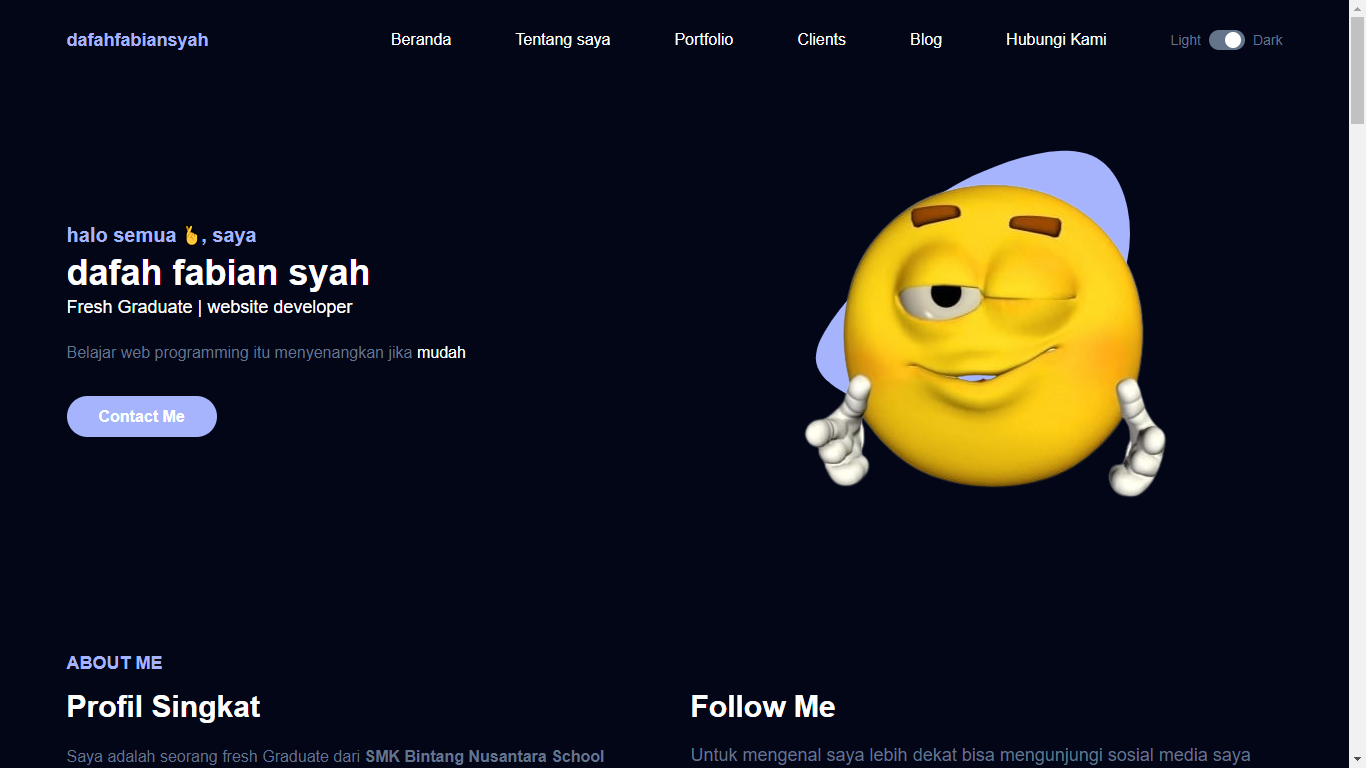 dafahfabiansyah
Beranda Tentang saya Portfolio Clients Blog Hubungi Kami Light Dark
halo semua 🤞, saya
dafah fabian syah
Fresh Graduate | website developer
Belajar web programming itu menyenangkan jika mudah
Contact Me
ABOUT ME
Profil Singkat
Saya adalah seorang fresh Graduate dari SMK Bintang Nusantara School
Follow Me
Untuk mengenal saya lebih dekat bisa mengunjungi sosial media saya